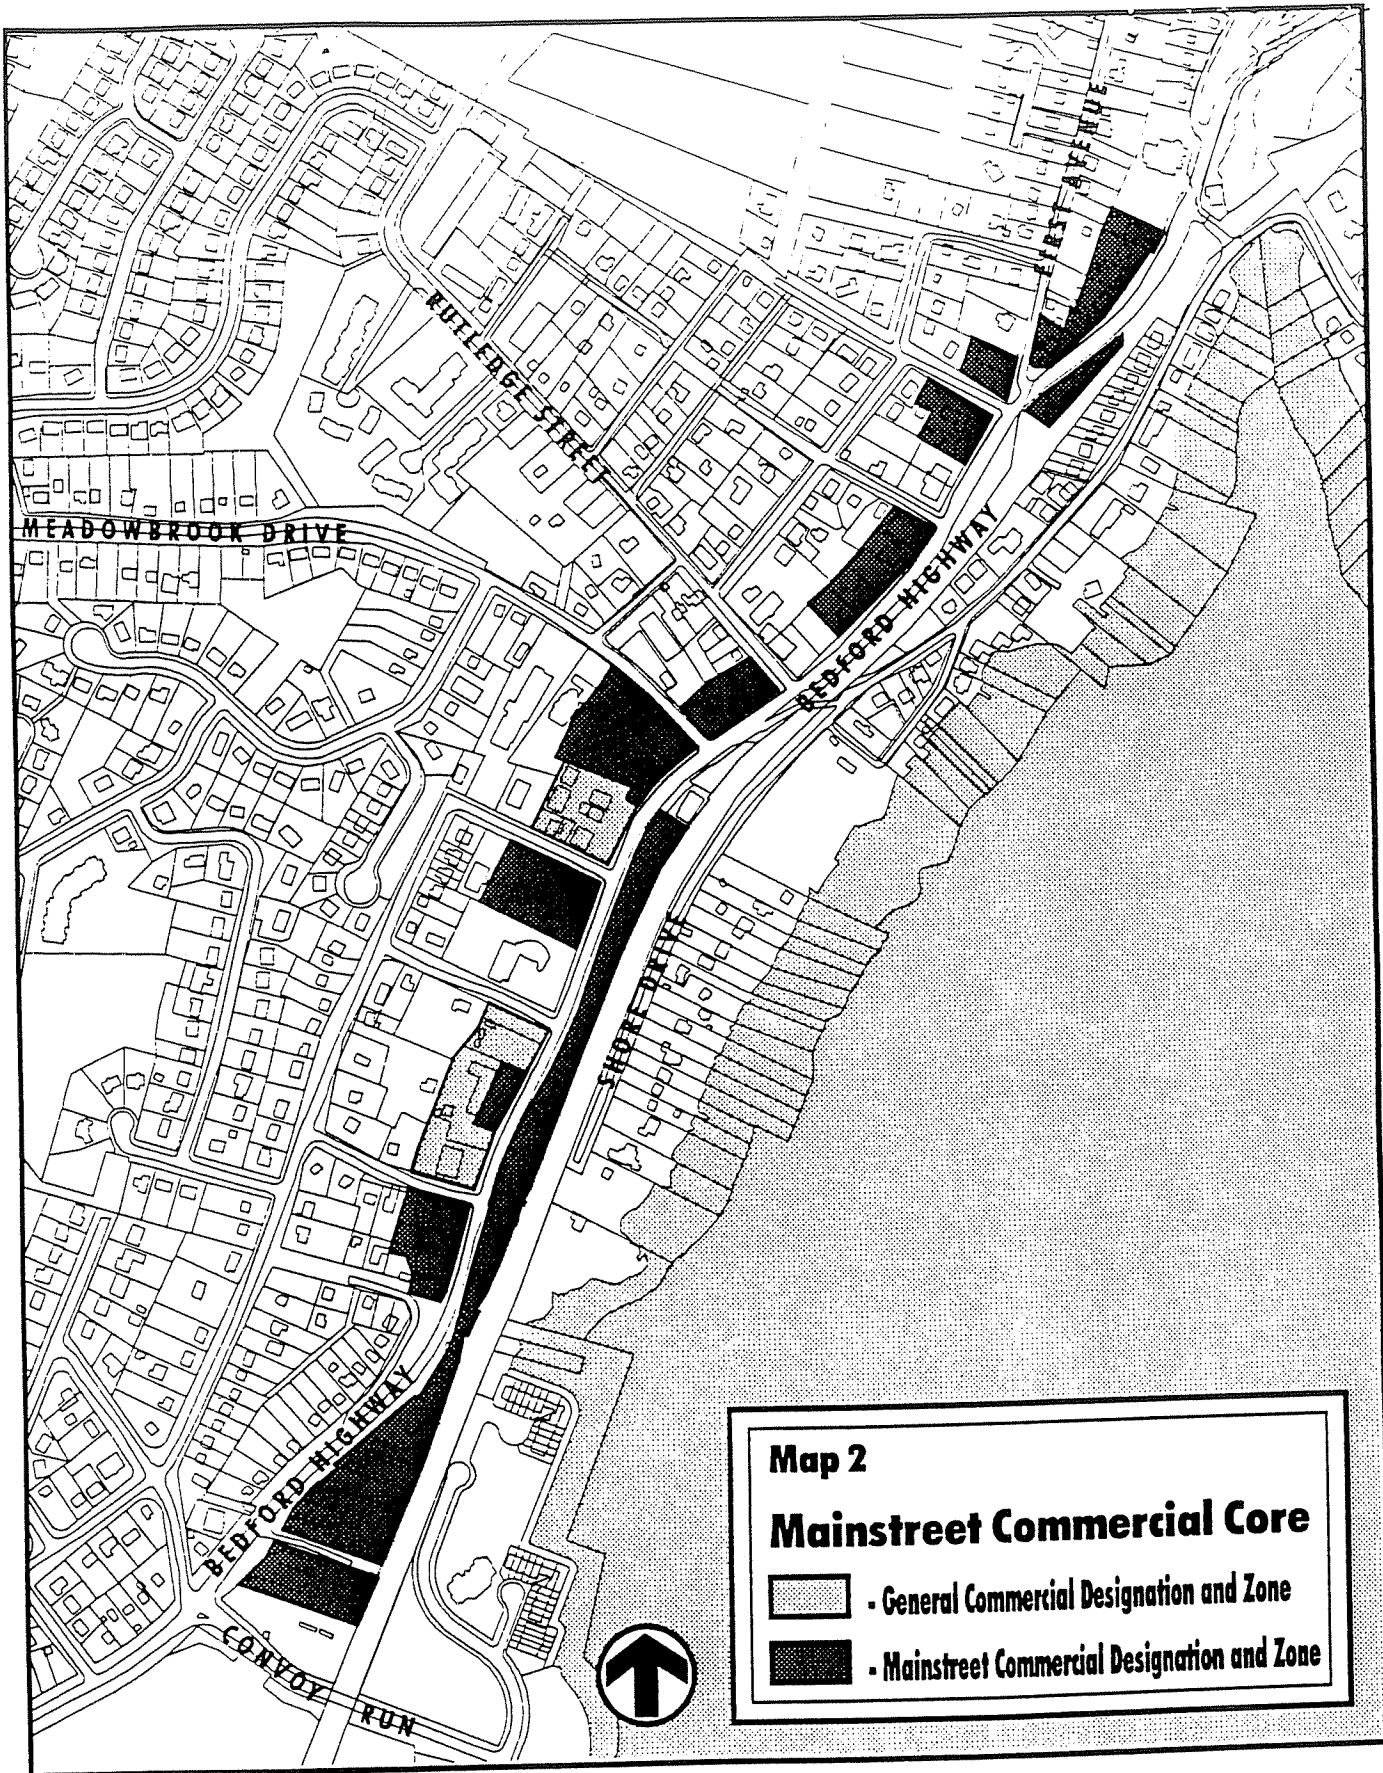 FIRST AVENUE
RUTLEDGE STREET
MEADOWBROOK DRIVE
BEDFORD HIGHWAY
SHORE DRIVE
BEDFORD HIGHWAY
CONVOY RUN
Map 2
Mainstreet Commercial Core
- General Commercial Designation and Zone
- Mainstreet Commercial Designation and Zone